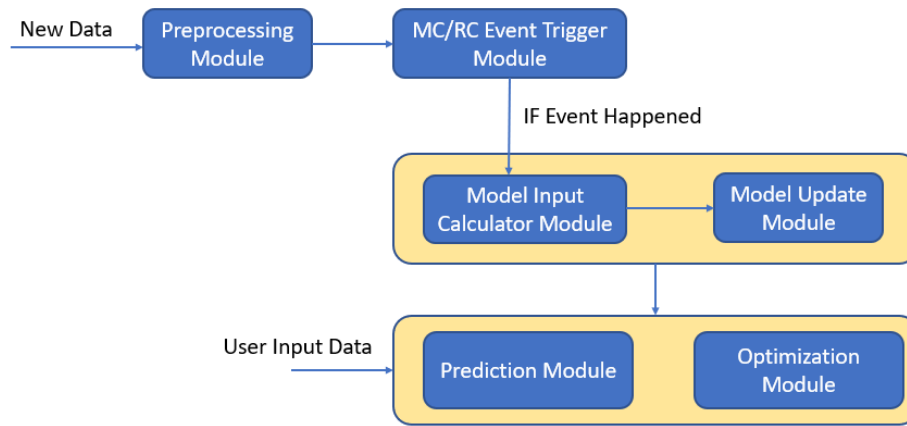 New Data
Preprocessing
Module
MC/RC Event Trigger
Module
IF Event Happened
Model Input
Calculator Module
Model Update
Module
User Input Data
Prediction Module
Optimization
Module